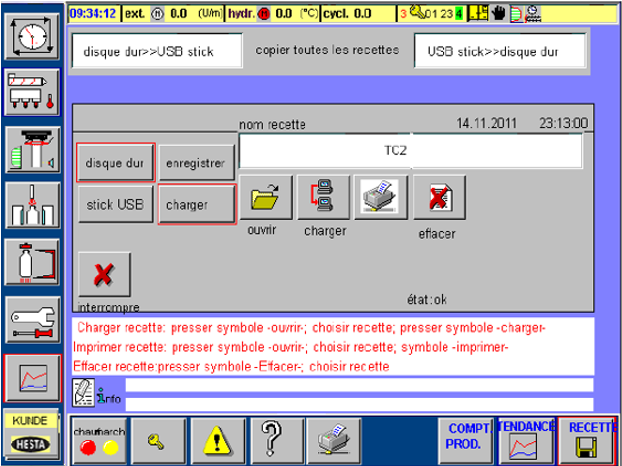 09:34:12 ext. n 0.0 (U/m) hydr. n 0.0 (°C) cycl. 0.0 3 01 23 4
disque dur>>USB stick copier toutes les recettes USB stick>>disque dur
nom recette 14.11.2011 23:13:00
TC2
disque dur enregistrer
stick USB charger
ouvrir charger effacer
interrompre état:ok
Charger recette: presser symbole -ouvrir-; choisir recette; presser symbole -charger-
Imprimer recette: presser symbole -ouvrir-; choisir recette; symbole -imprimer-
Effacer recette:presser symbole -Effacer-; choisir recette
info
KUNDE
HESTA
COMPT TENDANCE RECETTE
PROD.